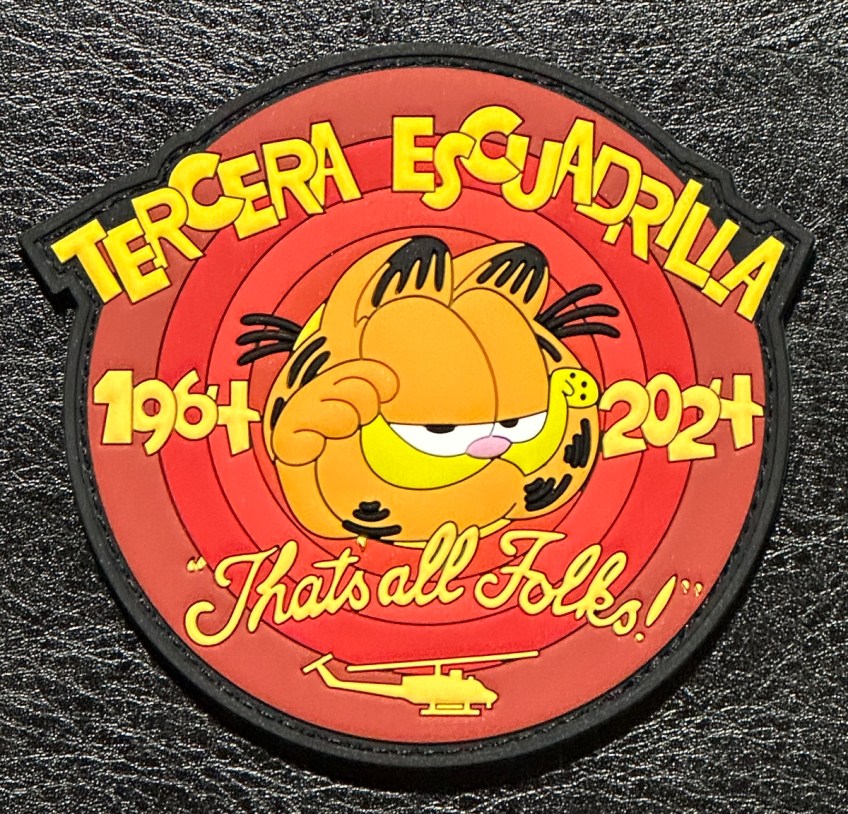 TERCERA ESCUADRILLA
1964 2024
"That's all Folks!"